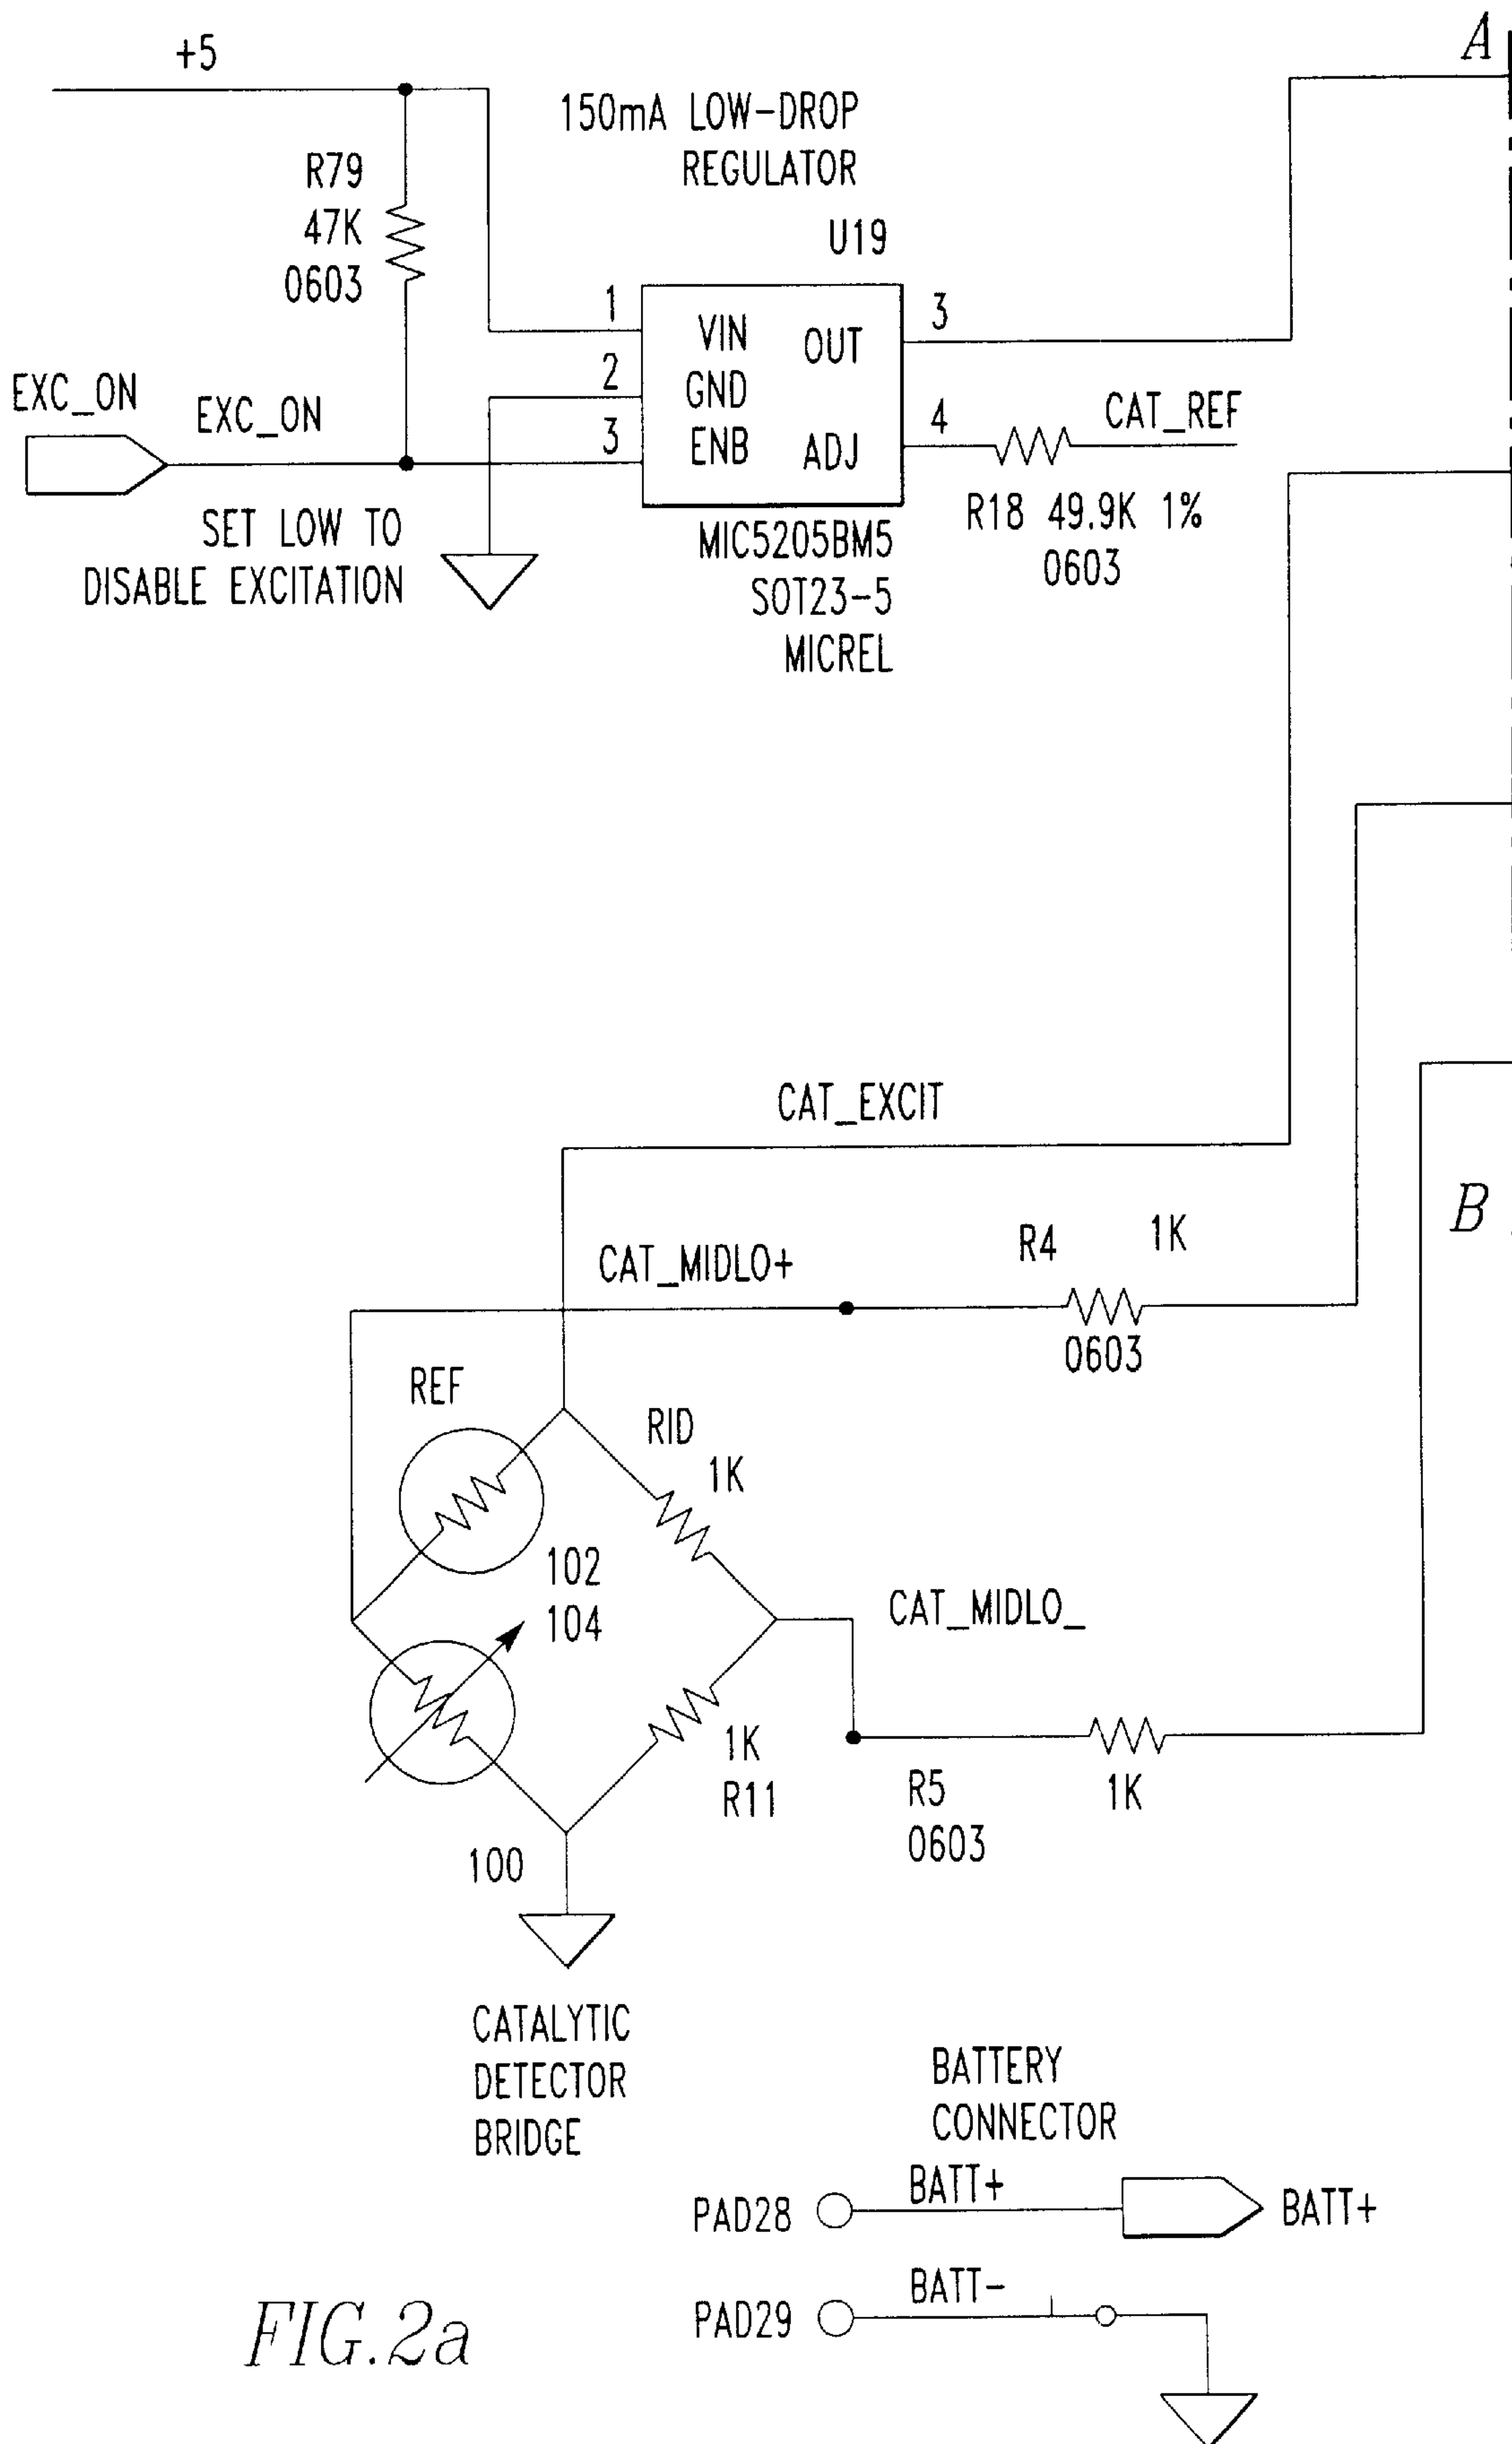 A
+5
150mA LOW-DROP
REGULATOR
R79
47K
0603
U19
1
VIN
OUT
3
2
GND
EXC_ON
EXC_ON
3
ENB
ADJ
4
CAT_REF
SET LOW TO
DISABLE EXCITATION
R18 49.9K 1%
0603
MIC5205BM5
SOT23-5
MICREL
CAT_EXCIT
B
CAT_MIDLO+
R4
1K
0603
REF
RID
1K
102
104
CAT_MIDLO_
1K
R11
R5
0603
1K
100
CATALYTIC
DETECTOR
BRIDGE
BATTERY
CONNECTOR
PAD28
BATT+
BATT+
PAD29
BATT-
FIG.2a